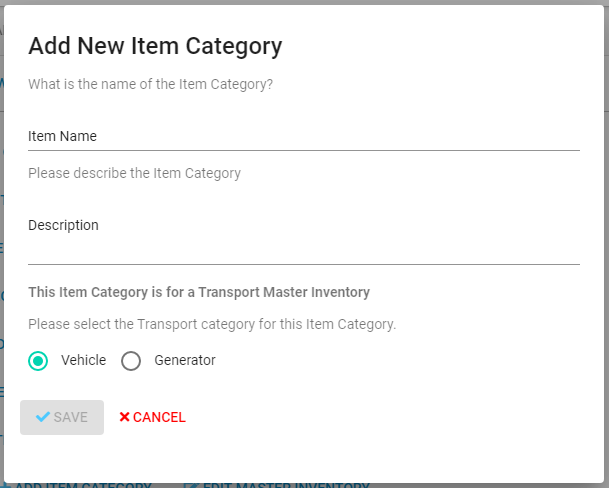 Add New Item Category
What is the name of the Item Category?
Item Name
Please describe the Item Category
Description
This Item Category is for a Transport Master Inventory
Please select the Transport category for this Item Category.
Vehicle Generator
SAVE CANCEL
ADD ITEM CATEGORY EDIT MASTER INVENTORY